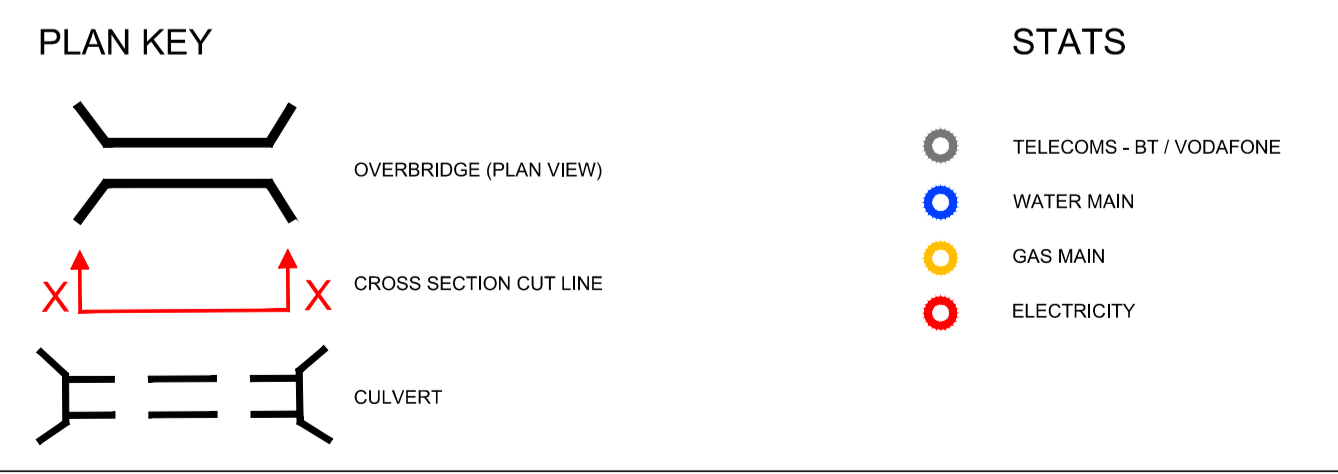 PLAN KEY
OVERBRIDGE (PLAN VIEW)
X X
CROSS SECTION CUT LINE
CULVERT
STATS
TELECOMS - BT / VODAFONE
WATER MAIN
GAS MAIN
ELECTRICITY